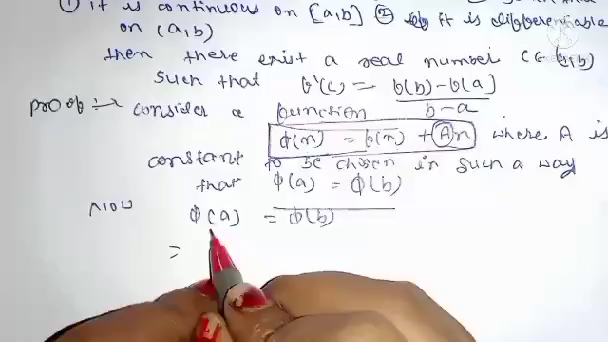 ① it is continuous on [a,b] ② it is differentiable
on (a,b)
then there exist a real number c ∈ (a,b)
such that f'(c) = f(b)-f(a) / b-a
proof :→ consider a function
ϕ(x) = f(x) + Ax where A is
constant to be chosen in such a way
that ϕ(a) = ϕ(b)
now ϕ(a) = ϕ(b)
=